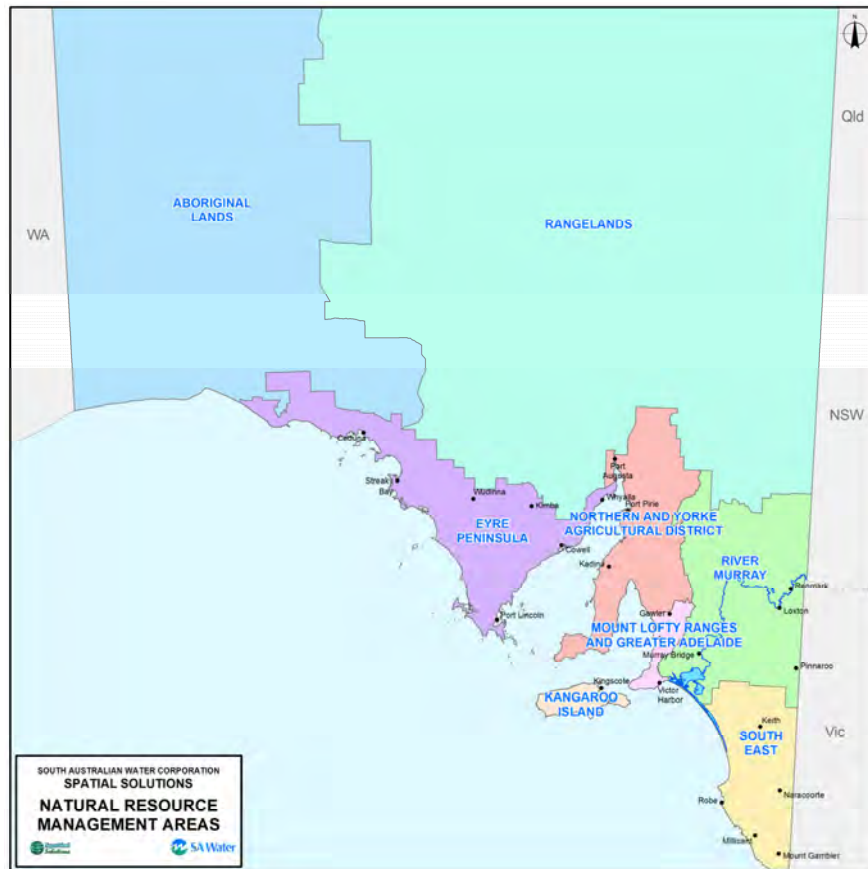 N
Qld
ABORIGINAL
LANDS
RANGELANDS
WA
NSW
Ceduna
Streaky
Bay
Wudinna
Kimba
EYRE
PENINSULA
Cowell
Port Lincoln
Port
Augusta
Whyalla
Port Pirie
NORTHERN AND YORKE
AGRICULTURAL DISTRICT
Kadina
RIVER
MURRAY
Renmark
Loxton
Gawler
MOUNT LOFTY RANGES
AND GREATER ADELAIDE
Murray Bridge
Pinnaroo
Kingscote
KANGAROO
ISLAND
Victor
Harbor
Keith
SOUTH
EAST
Vic
Naracoorte
Robe
Millicent
Mount Gambier
SOUTH AUSTRALIAN WATER CORPORATION
SPATIAL SOLUTIONS
NATURAL RESOURCE
MANAGEMENT AREAS
Spatial
Solutions
SA Water